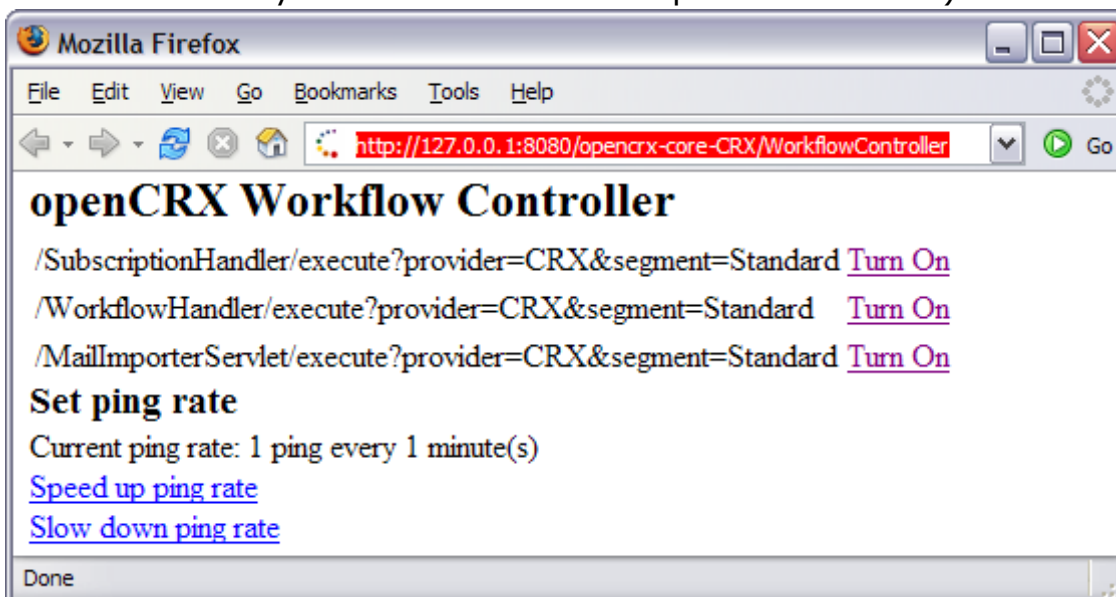 Mozilla Firefox
File Edit View Go Bookmarks Tools Help
http://127.0.0.1:8080/opencrx-core-CRX/WorkflowController Go
openCRX Workflow Controller
/SubscriptionHandler/execute?provider=CRX&segment=Standard Turn On
/WorkflowHandler/execute?provider=CRX&segment=Standard Turn On
/MailImporterServlet/execute?provider=CRX&segment=Standard Turn On
Set ping rate
Current ping rate: 1 ping every 1 minute(s)
Speed up ping rate
Slow down ping rate
Done